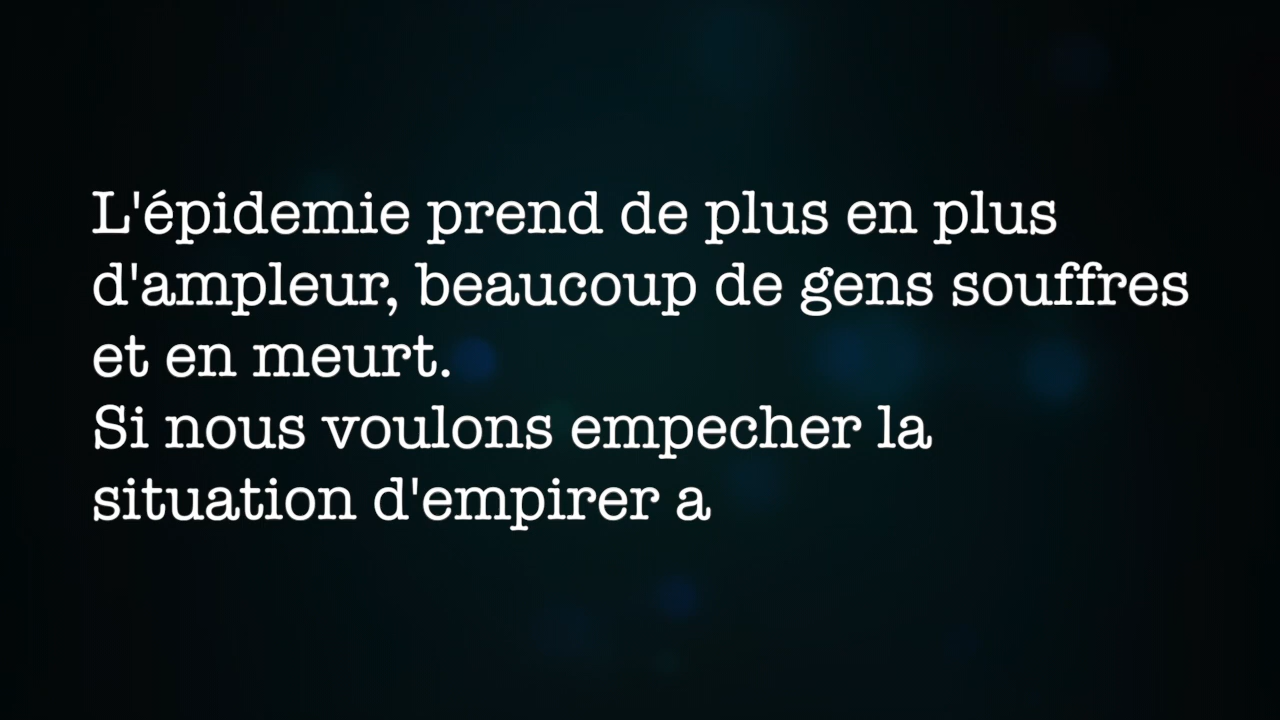 L'épidemie prend de plus en plus
d'ampleur, beaucoup de gens souffres
et en meurt.
Si nous voulons empecher la
situation d'empirer a